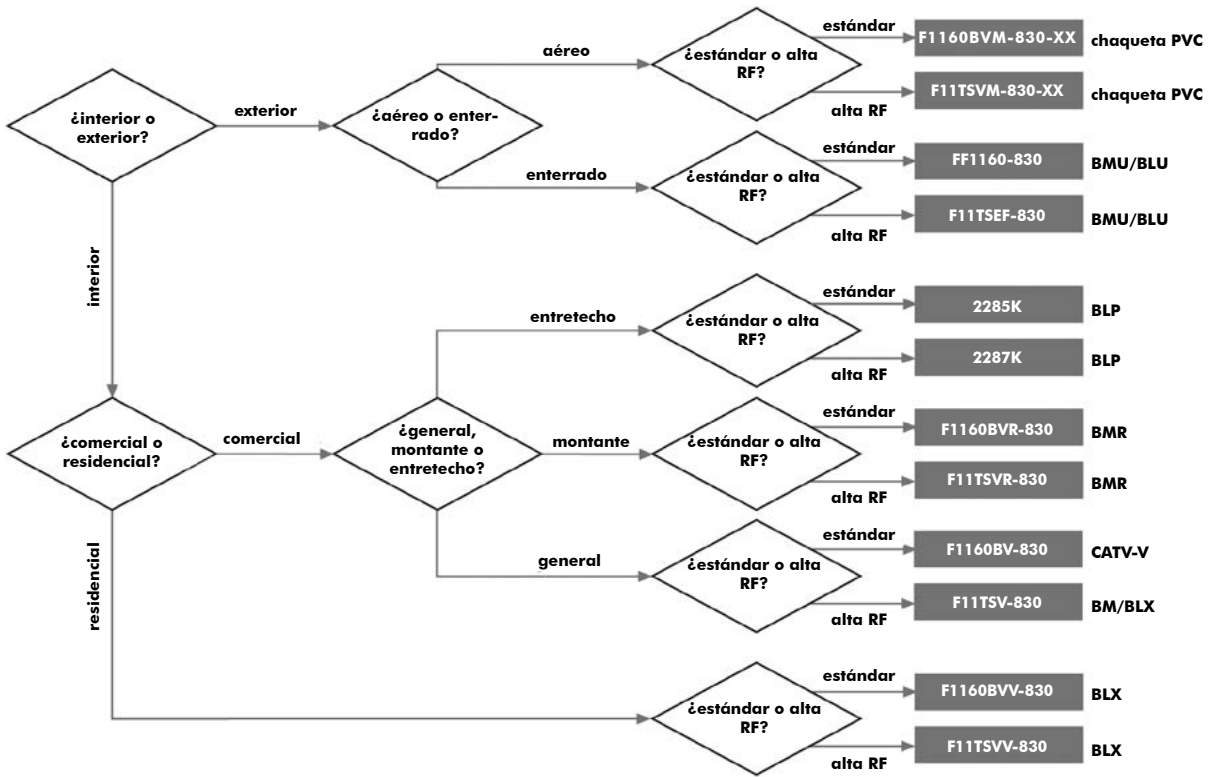 estándar
F1160BVM-830-XX
chaqueta PVC
aéreo
¿estándar o alta
RF?
F11TSVM-830-XX
chaqueta PVC
alta RF
¿interior o
exterior?
exterior
¿aéreo o enter-
rado?
estándar
FF1160-830
BMU/BLU
enterrado
¿estándar o alta
RF?
F11TSEF-830
BMU/BLU
alta RF
interior
estándar
2285K
BLP
entretecho
¿estándar o alta
RF?
2287K
BLP
alta RF
¿comercial o
residencial?
comercial
¿general,
montante o
entretecho?
estándar
F1160BVR-830
BMR
montante
¿estándar o alta
RF?
F11TSVR-830
BMR
alta RF
estándar
F1160BV-830
CATV-V
general
¿estándar o alta
RF?
F11TSV-830
BM/BLX
alta RF
residencial
estándar
F1160BVV-830
BLX
¿estándar o alta
RF?
F11TSVV-830
BLX
alta RF